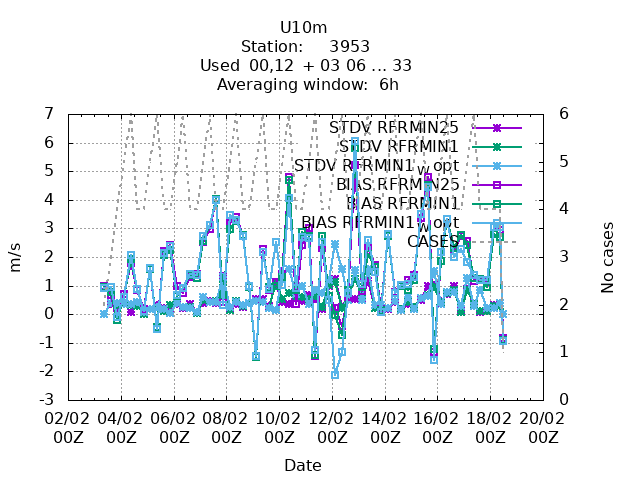 U10m
Station: 3953
Used 00,12 + 03 06 ... 33
Averaging window: 6h
7
6
5
4
3
2
1
0
-1
-2
-3
m/s
STDV RFRMIN25
STDV RFRMIN1
STDV RFRMIN1wopt
BIAS RFRMIN25
BIAS RFRMIN1
BIAS RFRMIN1wopt
CASES
6
5
4
3
2
1
0
No cases
02/02 04/02 06/02 08/02 10/02 12/02 14/02 16/02 18/02 20/02
00Z 00Z 00Z 00Z 00Z 00Z 00Z 00Z 00Z 00Z
Date